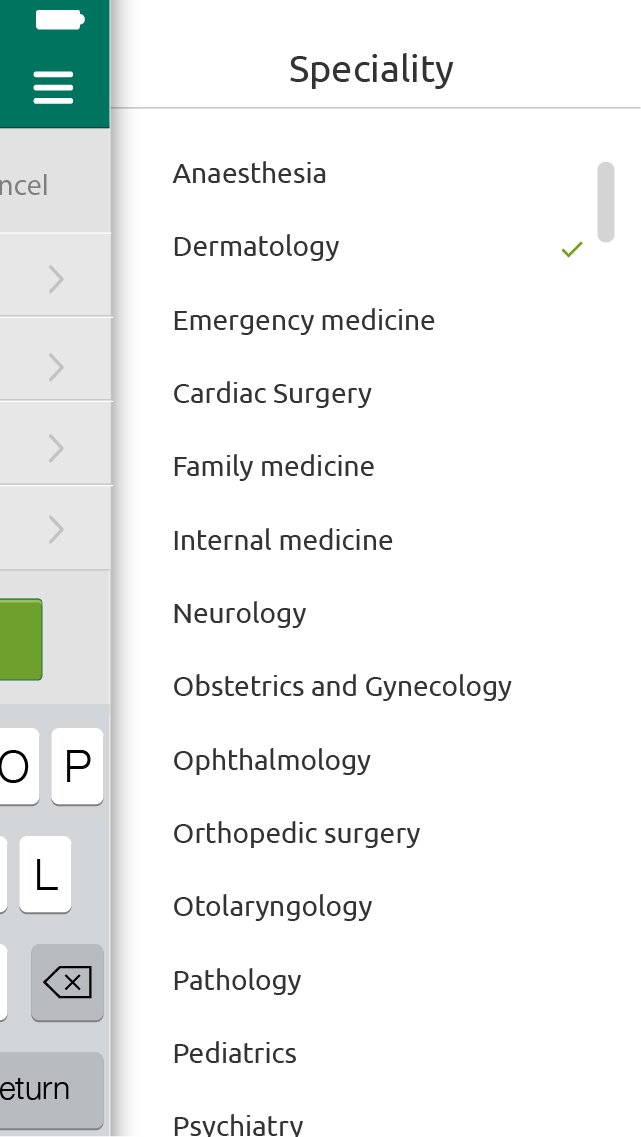 Speciality
ncel
Anaesthesia
Dermatology
Emergency medicine
Cardiac Surgery
Family medicine
Internal medicine
Neurology
Obstetrics and Gynecology
O P
Ophthalmology
Orthopedic surgery
L
Otolaryngology
Pathology
Pediatrics
eturn
Psychiatry